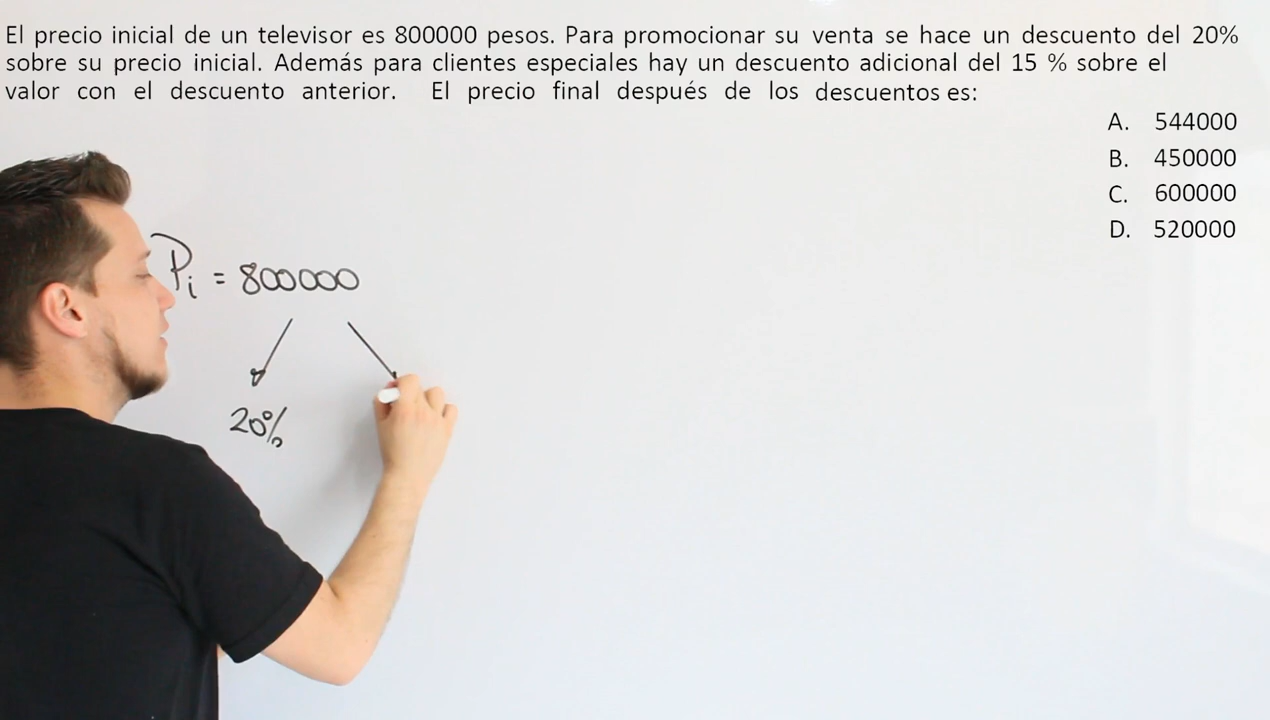 El precio inicial de un televisor es 800000 pesos. Para promocionar su venta se hace un descuento del 20%
sobre su precio inicial. Además para clientes especiales hay un descuento adicional del 15 % sobre el
valor con el descuento anterior. El precio final después de los descuentos es:
A. 544000
B. 450000
C. 600000
D. 520000
Pi = 800000
20%